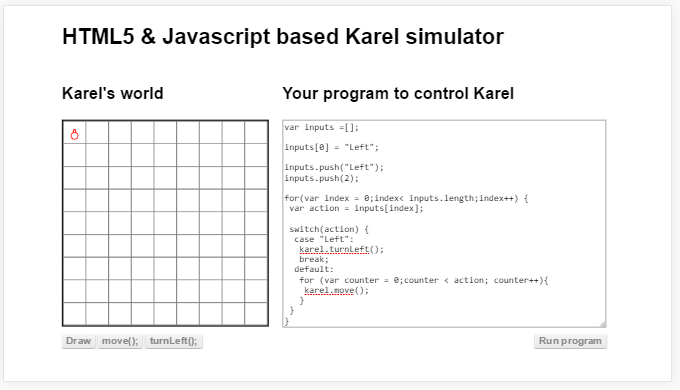 HTML5 & Javascript based Karel simulator
Karel's world
Your program to control Karel
var inputs =[];
inputs[0] = "Left";
inputs.push("Left");
inputs.push(2);
for(var index = 0;index< inputs.length;index++) {
var action = inputs[index];
switch(action) {
case "Left":
karel.turnLeft();
break;
default:
for (var counter = 0;counter < action; counter++){
karel.move();
}
}
}
Draw move(); turnLeft(); Run program